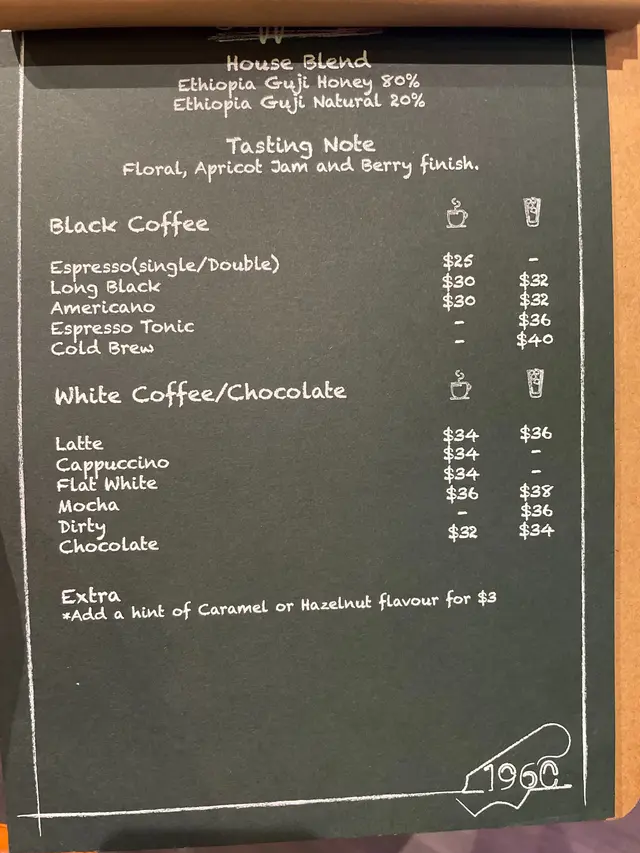 House Blend
Ethiopia Guji Honey 80%
Ethiopia Guji Natural 20%
Tasting Note
Floral, Apricot Jam and Berry finish.
Black Coffee
Espresso(single/Double) $25 -
Long Black $30 $32
Americano $30 $32
Espresso Tonic - $36
Cold Brew - $40
White Coffee/Chocolate
Latte $34 $36
Cappuccino $34 -
Flat White $34 -
Mocha $36 $38
Dirty - $36
Chocolate $32 $34
Extra
*Add a hint of Caramel or Hazelnut flavour for $3
1960